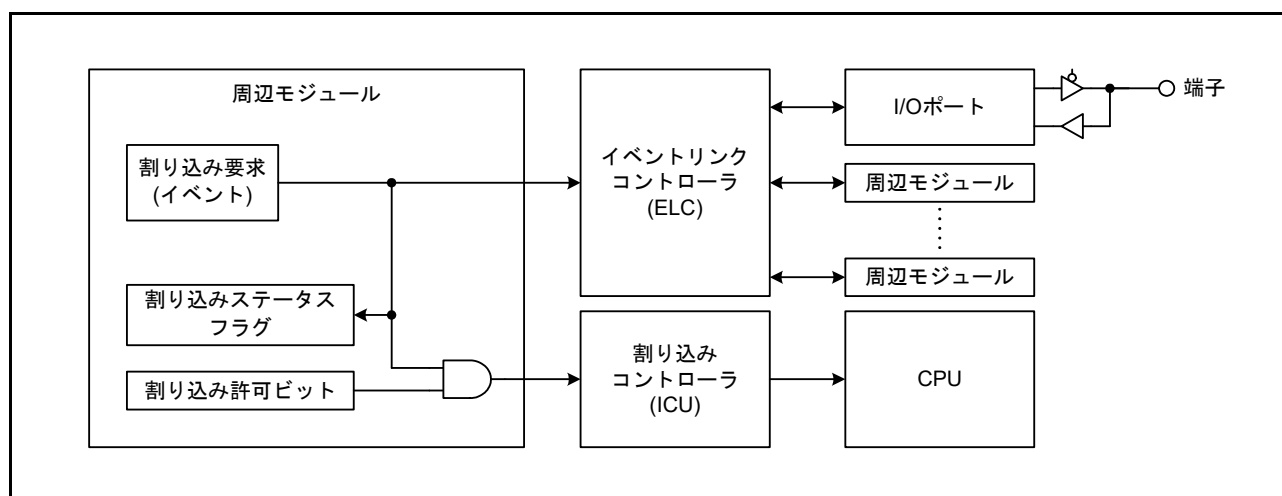 周辺モジュール
割り込み要求
(イベント)
割り込みステータス
フラグ
割り込み許可ビット
イベントリンク
コントローラ
(ELC)
割り込み
コントローラ
(ICU)
I/Oポート
端子
周辺モジュール
周辺モジュール
CPU